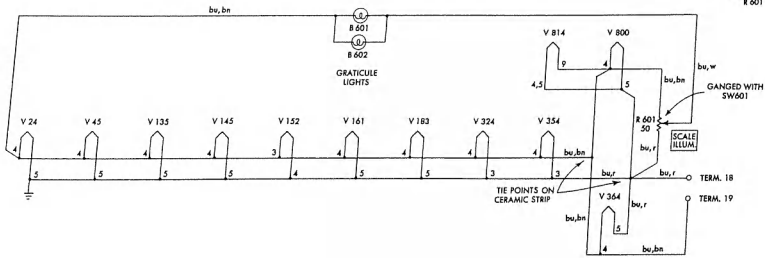 R 601
bu,bn
B 601
B 602
GRATICULE
LIGHTS
V 814
V 800
9
4
4,5
5
bu,bn
bu,w
GANGED WITH
SW601
R 601
50
SCALE
ILLUM.
bu,r
V 24
V 45
V 135
V 145
V 152
V 161
V 183
V 324
V 354
4
4
4
4
3
4
4
4
4
bu,bn
5
5
5
5
4
5
5
3
3
bu,r
bu,r
TERM. 18
TIE POINTS ON
CERAMIC STRIP
V 364
bu,r
TERM. 19
bu,bn
5
4
bu,bn